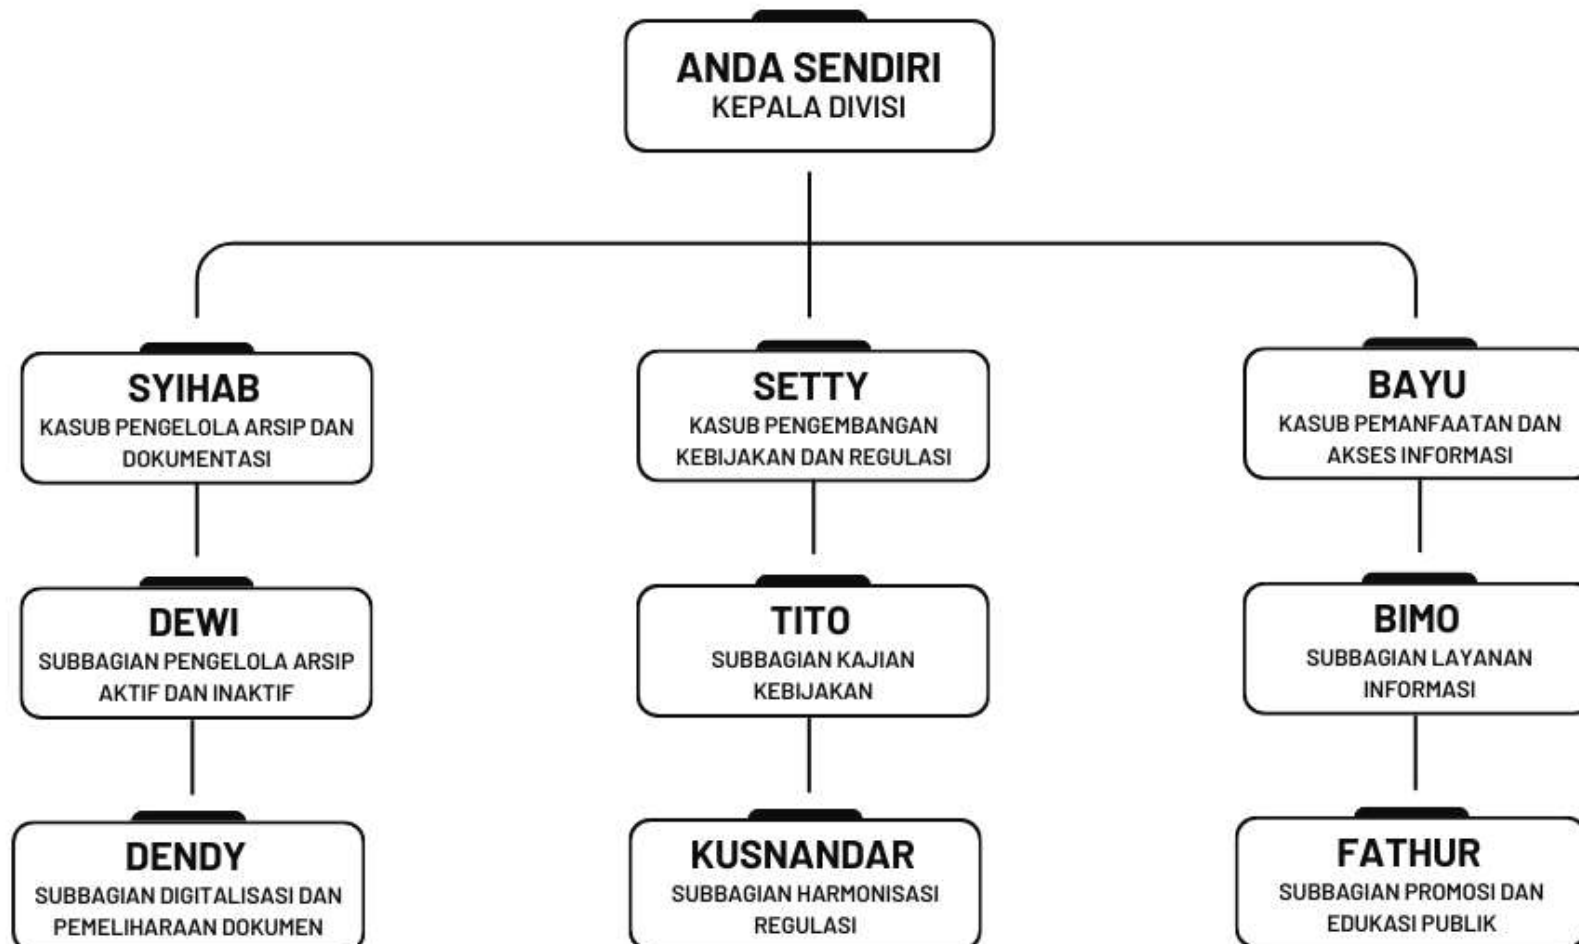 ANDA SENDIRI
KEPALA DIVISI
SYIHAB
KASUB PENGELOLA ARSIP DAN
DOKUMENTASI
SETTY
KASUB PENGEMBANGAN
KEBIJAKAN DAN REGULASI
BAYU
KASUB PEMANFAATAN DAN
AKSES INFORMASI
DEWI
SUBBAGIAN PENGELOLA ARSIP
AKTIF DAN INAKTIF
TITO
SUBBAGIAN KAJIAN
KEBIJAKAN
BIMO
SUBBAGIAN LAYANAN
INFORMASI
DENDY
SUBBAGIAN DIGITALISASI DAN
PEMELIHARAAN DOKUMEN
KUSNANDAR
SUBBAGIAN HARMONISASI
REGULASI
FATHUR
SUBBAGIAN PROMOSI DAN
EDUKASI PUBLIK